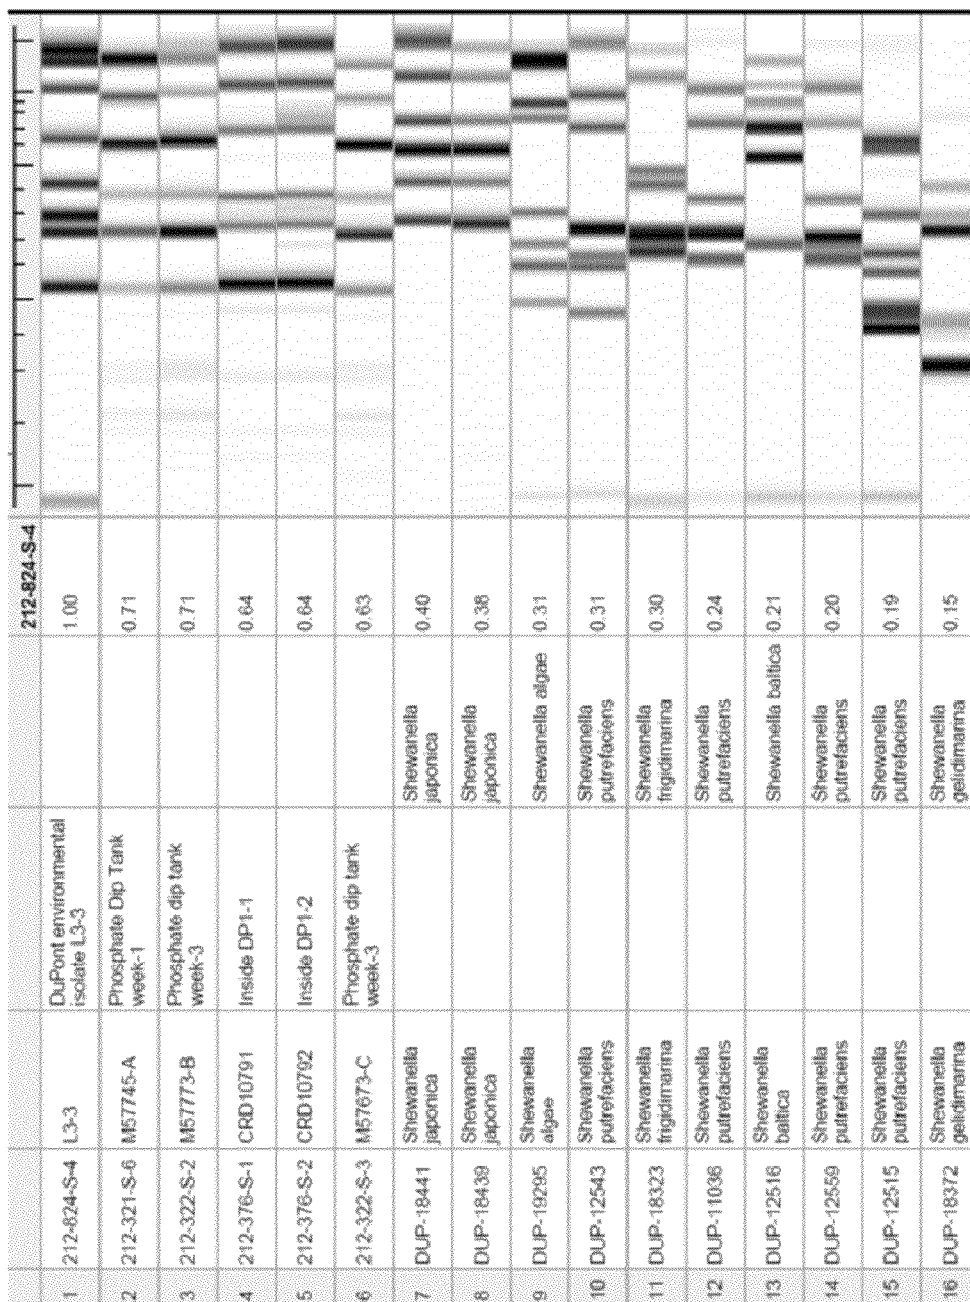 212-824-S-4
1 212-824-S-4 L3-3 DuPont environmental isolate L3-3 1.00
2 212-321-S-6 M57745-A Phosphate Dip Tank week-1 0.71
3 212-322-S-2 M57773-B Phosphate dip tank week-3 0.71
4 212-376-S-1 CRD10791 Inside DP1-1 0.64
5 212-376-S-2 CRD10792 Inside DP1-2 0.64
6 212-322-S-3 M57673-C Phosphate dip tank week-3 0.63
7 DUP-18441 Shewanella japonica Shewanella japonica 0.40
8 DUP-18439 Shewanella japonica Shewanella japonica 0.38
9 DUP-19295 Shewanella algae Shewanella algae 0.31
10 DUP-12543 Shewanella putrefaciens Shewanella putrefaciens 0.31
11 DUP-18323 Shewanella frigidimarina Shewanella frigidimarina 0.30
12 DUP-11036 Shewanella putrefaciens Shewanella putrefaciens 0.24
13 DUP-12516 Shewanella baltica Shewanella baltica 0.21
14 DUP-12559 Shewanella putrefaciens Shewanella putrefaciens 0.20
15 DUP-12515 Shewanella putrefaciens Shewanella putrefaciens 0.19
16 DUP-18372 Shewanella gelidimarina Shewanella gelidimarina 0.15